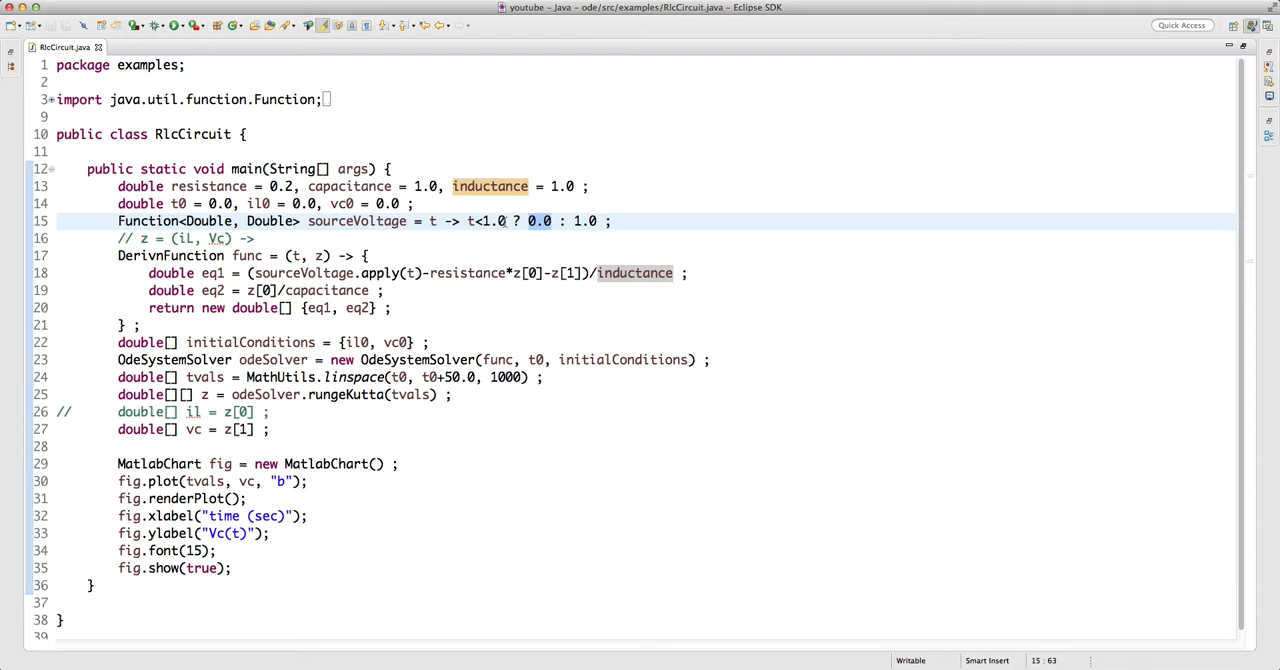 youtube - Java - ode/src/examples/RlcCircuit.java - Eclipse SDK
Quick Access
RlcCircuit.java
1 package examples;
2
3 import java.util.function.Function;
9
10 public class RlcCircuit {
11
12 public static void main(String[] args) {
13 double resistance = 0.2, capacitance = 1.0, inductance = 1.0 ;
14 double t0 = 0.0, il0 = 0.0, vc0 = 0.0 ;
15 Function<Double, Double> sourceVoltage = t -> t<1.0 ? 0.0 : 1.0 ;
16 // z = (iL, Vc) ->
17 DerivnFunction func = (t, z) -> {
18 double eq1 = (sourceVoltage.apply(t)-resistance*z[0]-z[1])/inductance ;
19 double eq2 = z[0]/capacitance ;
20 return new double[] {eq1, eq2} ;
21 } ;
22 double[] initialConditions = {il0, vc0} ;
23 OdeSystemSolver odeSolver = new OdeSystemSolver(func, t0, initialConditions) ;
24 double[] tvals = MathUtils.linspace(t0, t0+50.0, 1000) ;
25 double[][] z = odeSolver.rungeKutta(tvals) ;
26 // double[] il = z[0] ;
27 double[] vc = z[1] ;
28
29 MatlabChart fig = new MatlabChart() ;
30 fig.plot(tvals, vc, "b");
31 fig.renderPlot();
32 fig.xlabel("time (sec)");
33 fig.ylabel("Vc(t)");
34 fig.font(15);
35 fig.show(true);
36 }
37
38 }
39
Writable Smart Insert 15 : 63